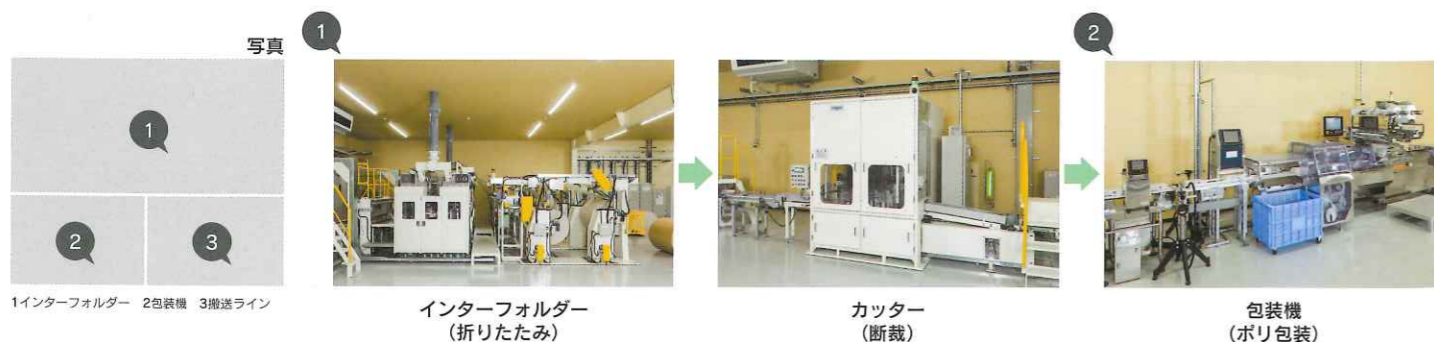 写真
1
2
3
1インターフォルダー 2包装機 3搬送ライン
1
インターフォルダー
（折りたたみ）
カッター
（断裁）
2
包装機
（ポリ包装）